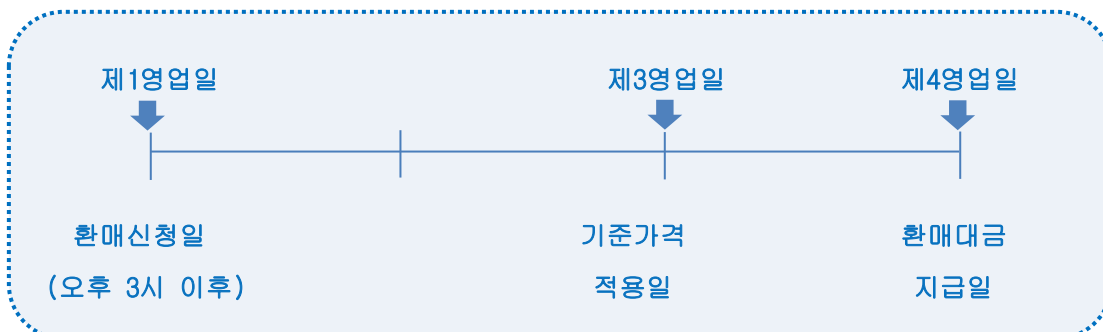 제1영업일 제3영업일 제4영업일
환매신청일 기준가격 환매대금
(오후 3시 이후) 적용일 지급일